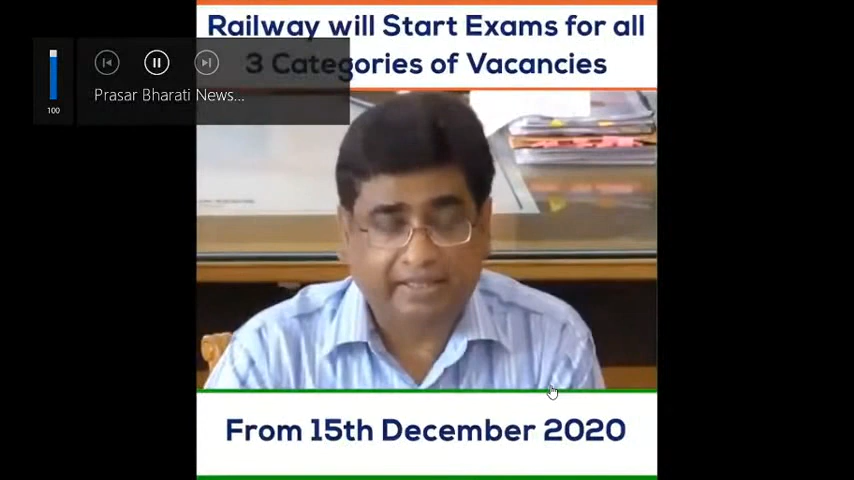 Railway will Start Exams for all
3 Categories of Vacancies
Prasar Bharati News...
100
From 15th December 2020